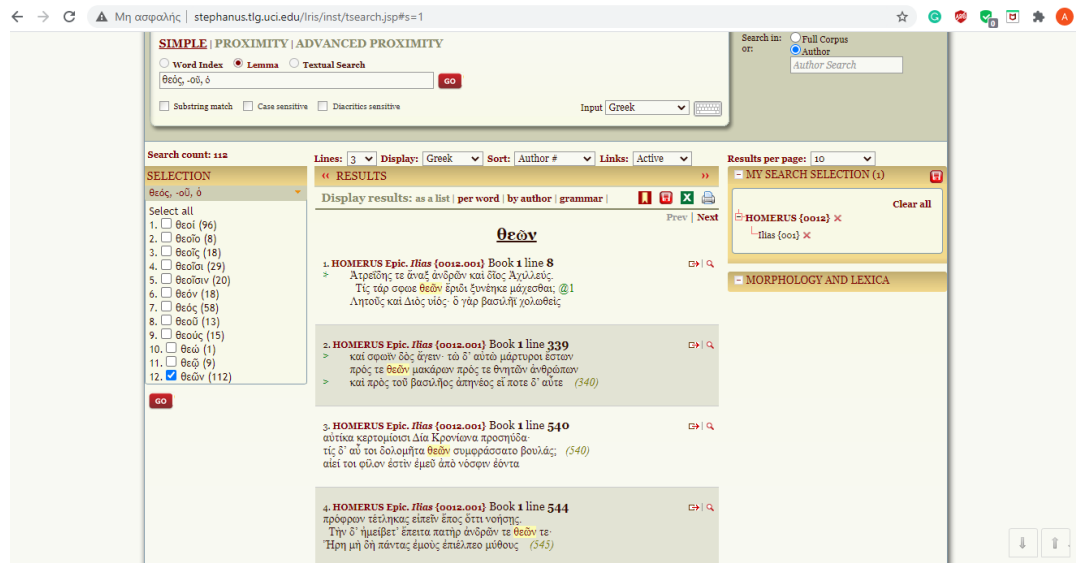 Μη ασφαλής | stephanus.tlg.uci.edu/Iris/inst/tsearch.jsp#s=1
0
A
SIMPLE | PROXIMITY | ADVANCED PROXIMITY
Word Index Lemma Textual Search
θεός, -οῦ, ὁ GO
Substring match Case sensitive Diacritics sensitive Input Greek
Search in: Full Corpus
or: Author
Author Search
Search count: 112
SELECTION
θεός, -οῦ, ὁ
Select all
1. θεοί (96)
2. θεοῖο (8)
3. θεοῖς (18)
4. θεοῖσι (29)
5. θεοῖσιν (20)
6. θεόν (18)
7. θεός (58)
8. θεοῦ (13)
9. θεούς (15)
10. θεώ (1)
11. θεῷ (9)
12. θεῶν (112)
GO
Lines: 3 Display: Greek Sort: Author # Links: Active
‹‹ RESULTS ››
Display results: as a list | per word | by author | grammar |
Prev | Next
θεῶν
1. HOMERUS Epic. Ilias {0012.001} Book 1 line 8
> Ἀτρεΐδης τε ἄναξ ἀνδρῶν καὶ δῖος Ἀχιλλεύς.
Τίς τάρ σφωε θεῶν ἔριδι ξυνέηκε μάχεσθαι; @1
Λητοῦς καὶ Διὸς υἱός· ὃ γὰρ βασιλῆϊ χολωθεὶς
2. HOMERUS Epic. Ilias {0012.001} Book 1 line 339
> καί σφωϊν δὸς ἄγειν· τὼ δ’ αὐτὼ μάρτυροι ἔστων
πρός τε θεῶν μακάρων πρός τε θνητῶν ἀνθρώπων
> καὶ πρὸς τοῦ βασιλῆος ἀπηνέος εἴ ποτε δ’ αὖτε (340)
3. HOMERUS Epic. Ilias {0012.001} Book 1 line 540
αὐτίκα κερτομίοισι Δία Κρονίωνα προσηύδα·
τίς δ’ αὖ τοι δολομῆτα θεῶν συμφράσσατο βουλάς; (540)
αἰεί τοι φίλον ἐστὶν ἐμεῦ ἀπὸ νόσφιν ἐόντα
4. HOMERUS Epic. Ilias {0012.001} Book 1 line 544
πρόφρων τέτληκας εἰπεῖν ἔπος ὅττι νοήσῃς.
Τὴν δ’ ἠμείβετ’ ἔπειτα πατὴρ ἀνδρῶν τε θεῶν τε·
Ἥρη μὴ δὴ πάντας ἐμοὺς ἐπιέλπεο μύθους (545)
Results per page: 10
MY SEARCH SELECTION (1)
Clear all
HOMERUS {0012} ×
Ilias {001} ×
MORPHOLOGY AND LEXICA